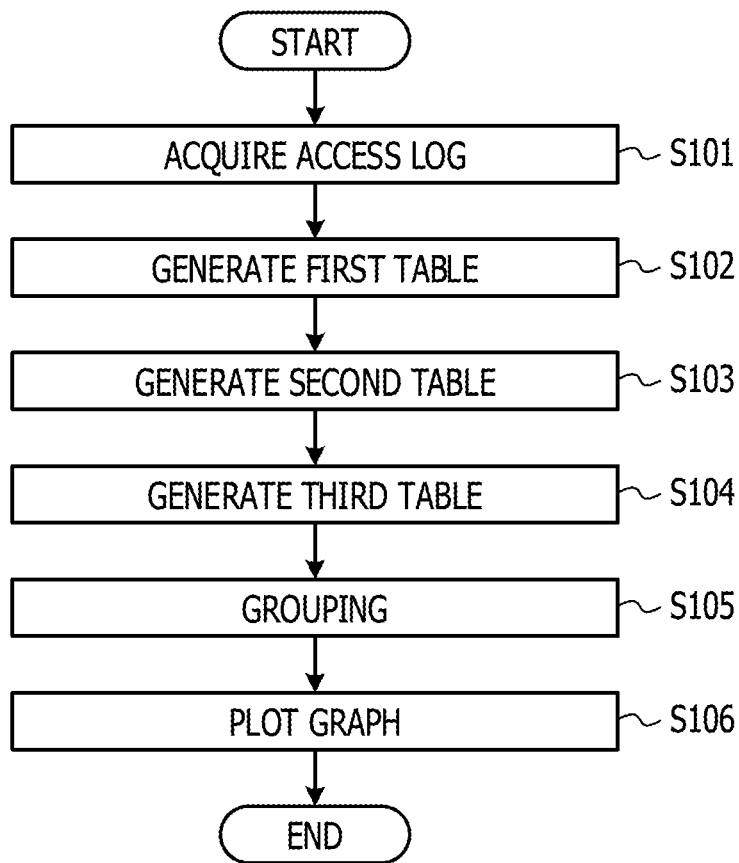 START
ACQUIRE ACCESS LOG S101
GENERATE FIRST TABLE S102
GENERATE SECOND TABLE S103
GENERATE THIRD TABLE S104
GROUPING S105
PLOT GRAPH S106
END